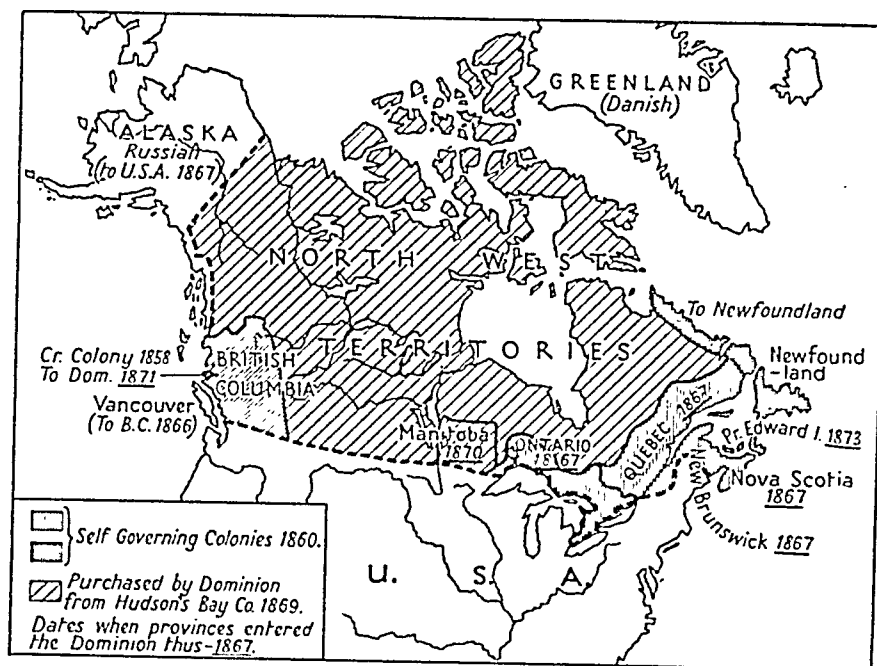 GREENLAND
(Danish)
ALASKA
Russian
(to U.S.A. 1867)
NORTH WEST
TERRITORIES
To Newfoundland
Newfound
-land
Cr. Colony 1858
To Dom. 1871
BRITISH
COLUMBIA
Vancouver
(To B.C. 1866)
Manitoba
1870
ONTARIO
1867
QUEBEC 1867
Pr. Edward I. 1873
Nova Scotia
1867
New Brunswick 1867
U. S. A.
Self Governing Colonies 1860.
Purchased by Dominion
from Hudson's Bay Co. 1869.
Dates when provinces entered
the Dominion thus-1867.